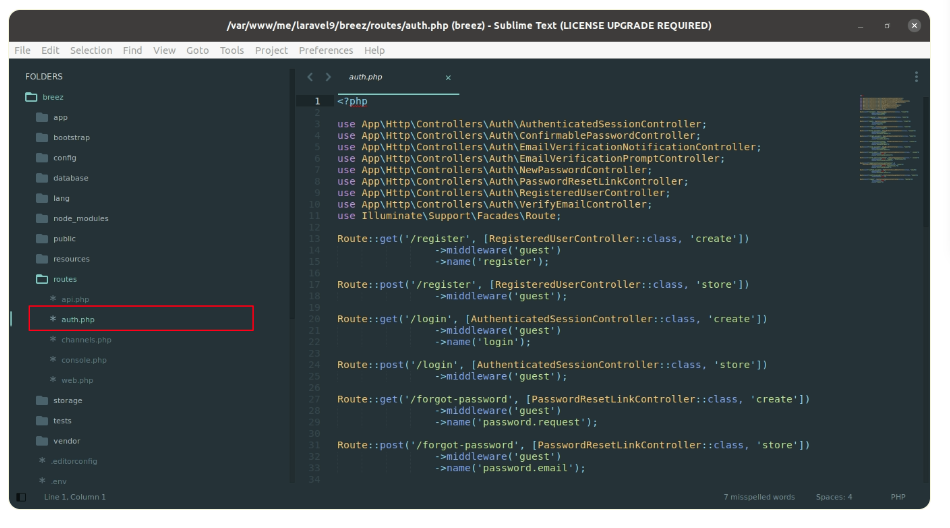 /var/www/me/laravel9/breez/routes/auth.php (breez) - Sublime Text (LICENSE UPGRADE REQUIRED)
File Edit Selection Find View Goto Tools Project Preferences Help
FOLDERS
breez
app
bootstrap
config
database
lang
node_modules
public
resources
routes
api.php
auth.php
channels.php
console.php
web.php
storage
tests
vendor
.editorconfig
.env
auth.php
1 <?php
2
3 use App\Http\Controllers\Auth\AuthenticatedSessionController;
4 use App\Http\Controllers\Auth\ConfirmablePasswordController;
5 use App\Http\Controllers\Auth\EmailVerificationNotificationController;
6 use App\Http\Controllers\Auth\EmailVerificationPromptController;
7 use App\Http\Controllers\Auth\NewPasswordController;
8 use App\Http\Controllers\Auth\PasswordResetLinkController;
9 use App\Http\Controllers\Auth\RegisteredUserController;
10 use App\Http\Controllers\Auth\VerifyEmailController;
11 use Illuminate\Support\Facades\Route;
12
13 Route::get('/register', [RegisteredUserController::class, 'create'])
14 ->middleware('guest')
15 ->name('register');
16
17 Route::post('/register', [RegisteredUserController::class, 'store'])
18 ->middleware('guest');
19
20 Route::get('/login', [AuthenticatedSessionController::class, 'create'])
21 ->middleware('guest')
22 ->name('login');
23
24 Route::post('/login', [AuthenticatedSessionController::class, 'store'])
25 ->middleware('guest');
26
27 Route::get('/forgot-password', [PasswordResetLinkController::class, 'create'])
28 ->middleware('guest')
29 ->name('password.request');
30
31 Route::post('/forgot-password', [PasswordResetLinkController::class, 'store'])
32 ->middleware('guest')
33 ->name('password.email');
34
Line 1, Column 1
7 misspelled words
Spaces: 4
PHP